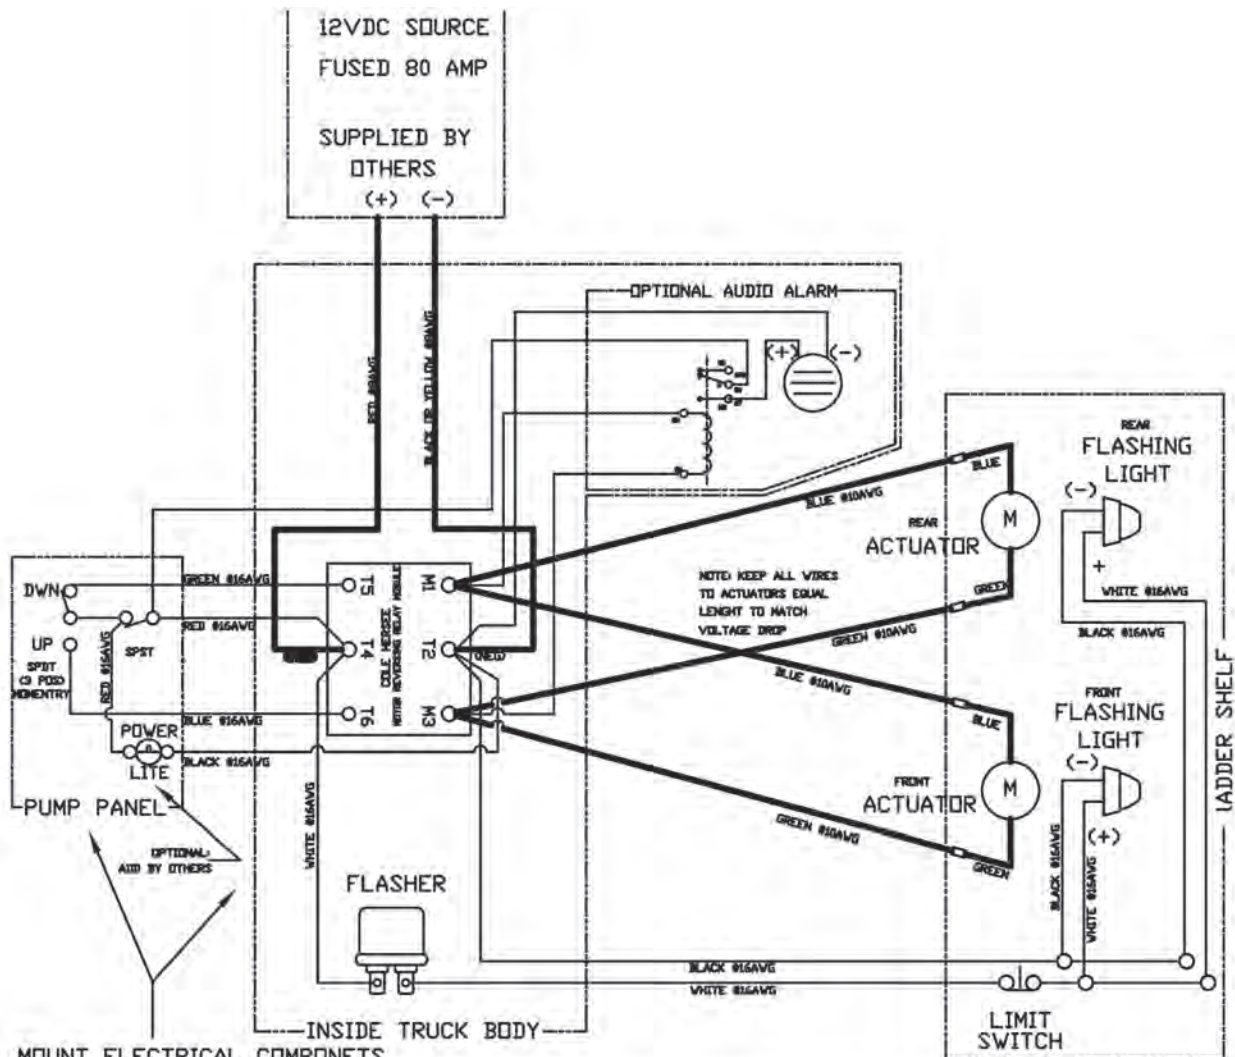 12VDC SOURCE
FUSED 80 AMP
SUPPLIED BY
OTHERS
(+) (-)
RED #8AWG
BLACK OR YELLOW #8AWG
OPTIONAL AUDIO ALARM
(+) (-)
REAR
FLASHING
LIGHT
(-)
+
WHITE #16AWG
BLACK #16AWG
BLUE
BLUE #10AWG
REAR
ACTUATOR
M
GREEN
GREEN #10AWG
NOTE: KEEP ALL WIRES
TO ACTUATORS EQUAL
LENGHT TO MATCH
VOLTAGE DROP
DWN
UP
SPDT
(3 POS)
MOMENTRY
SPST
GREEN #16AWG
RED #16AWG
RED #16AWG
BLUE #16AWG
BLACK #16AWG
POWER
LITE
PUMP PANEL
OPTIONAL:
ADD BY OTHERS
T5
T4
T6
M1
T2
M3
COLE HERSEE
MOTOR REVERSING RELAY MODULE
(NEG)
BLUE #10AWG
BLUE
FRONT
FLASHING
LIGHT
(-)
(+)
FRONT
ACTUATOR
M
GREEN #10AWG
GREEN
BLACK #16AWG
WHITE #16AWG
LADDER SHELF
WHITE #16AWG
FLASHER
BLACK #16AWG
WHITE #16AWG
LIMIT
SWITCH
INSIDE TRUCK BODY
MOUNT ELECTRICAL COMPONETS